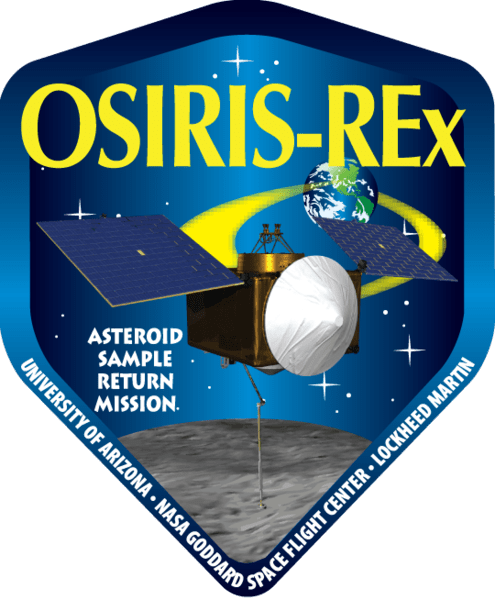 OSIRIS-REx
ASTEROID
SAMPLE
RETURN
MISSION.
UNIVERSITY OF ARIZONA • NASA GODDARD SPACE FLIGHT CENTER • LOCKHEED MARTIN